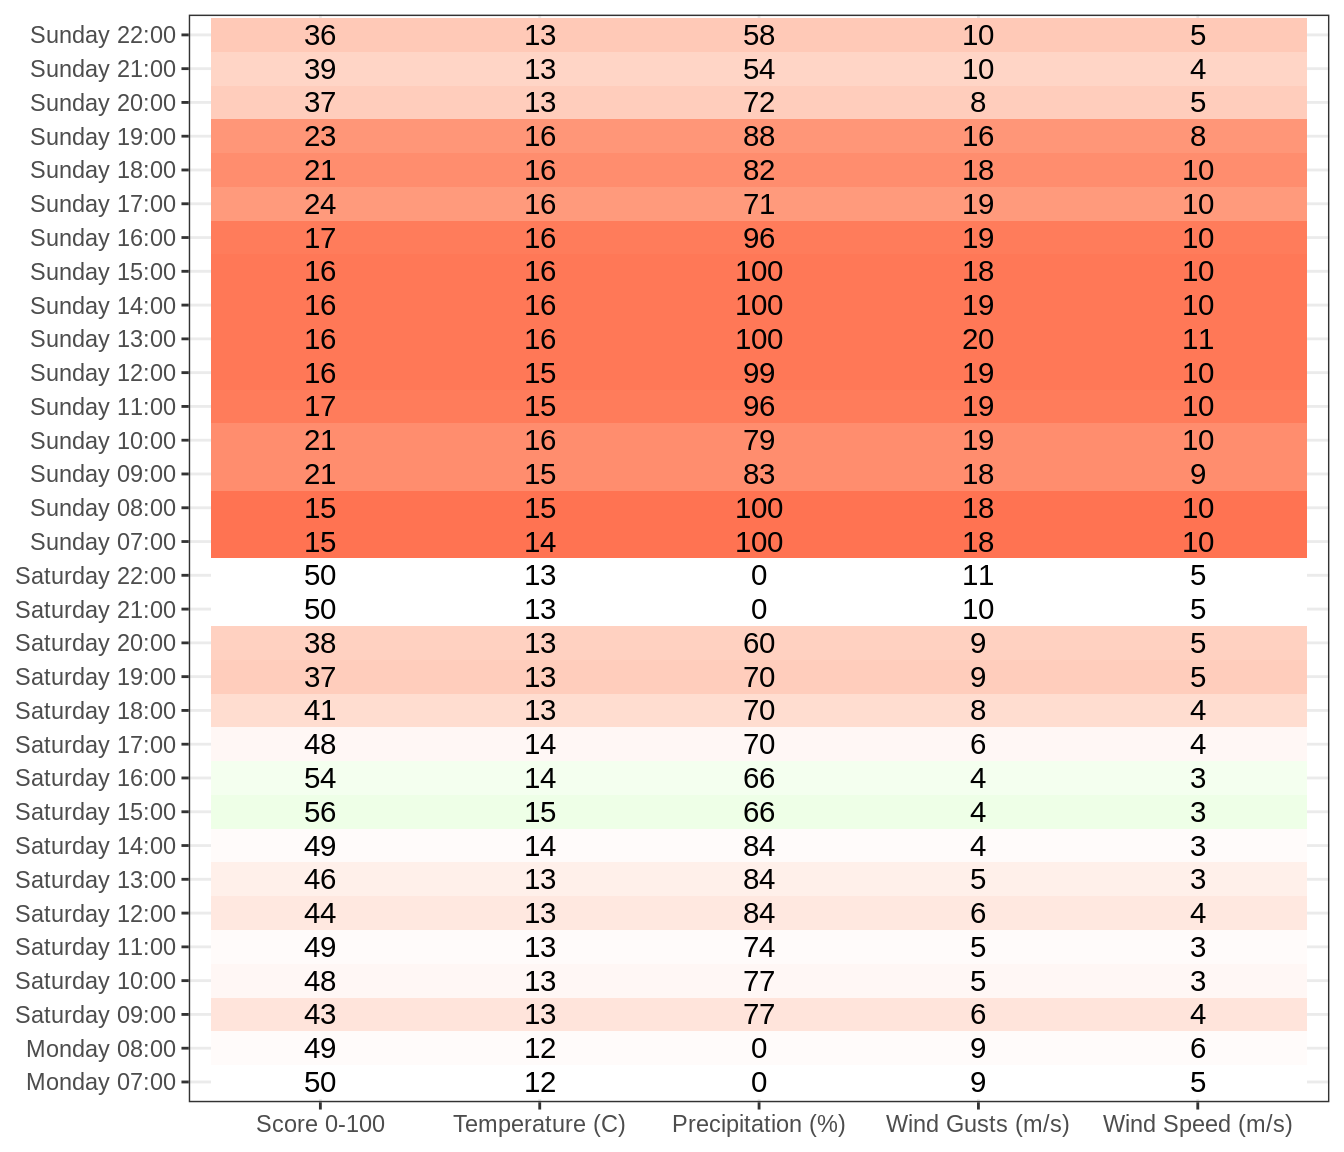 Sunday 22:00 36 13 58 10 5
Sunday 21:00 39 13 54 10 4
Sunday 20:00 37 13 72 8 5
Sunday 19:00 23 16 88 16 8
Sunday 18:00 21 16 82 18 10
Sunday 17:00 24 16 71 19 10
Sunday 16:00 17 16 96 19 10
Sunday 15:00 16 16 100 18 10
Sunday 14:00 16 16 100 19 10
Sunday 13:00 16 16 100 20 11
Sunday 12:00 16 15 99 19 10
Sunday 11:00 17 15 96 19 10
Sunday 10:00 21 16 79 19 10
Sunday 09:00 21 15 83 18 9
Sunday 08:00 15 15 100 18 10
Sunday 07:00 15 14 100 18 10
Saturday 22:00 50 13 0 11 5
Saturday 21:00 50 13 0 10 5
Saturday 20:00 38 13 60 9 5
Saturday 19:00 37 13 70 9 5
Saturday 18:00 41 13 70 8 4
Saturday 17:00 48 14 70 6 4
Saturday 16:00 54 14 66 4 3
Saturday 15:00 56 15 66 4 3
Saturday 14:00 49 14 84 4 3
Saturday 13:00 46 13 84 5 3
Saturday 12:00 44 13 84 6 4
Saturday 11:00 49 13 74 5 3
Saturday 10:00 48 13 77 5 3
Saturday 09:00 43 13 77 6 4
Monday 08:00 49 12 0 9 6
Monday 07:00 50 12 0 9 5
Score 0-100 Temperature (C) Precipitation (%) Wind Gusts (m/s) Wind Speed (m/s)